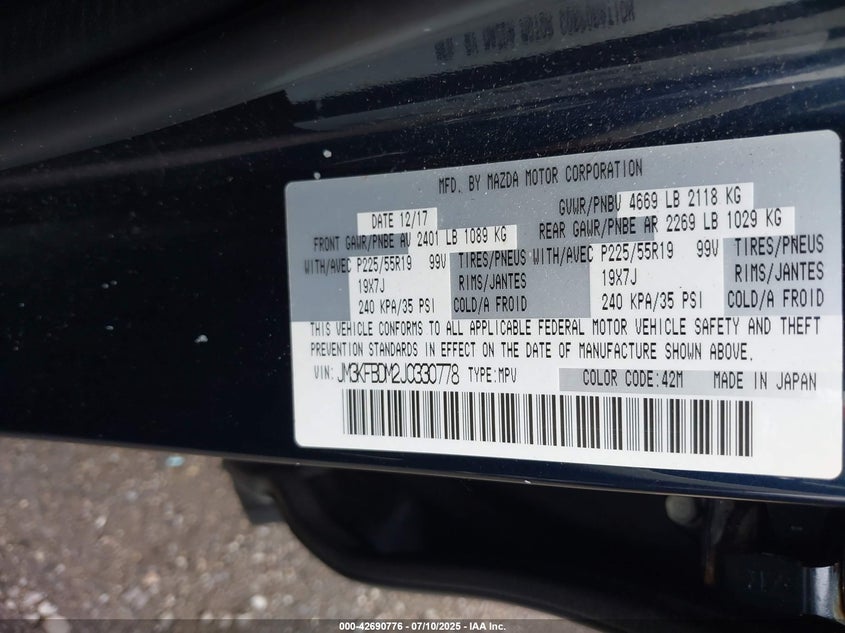 MFD. BY MAZDA MOTOR CORPORATION
DATE 12/17 GVWR/PNBV 4669 LB 2118 KG
FRONT GAWR/PNBE AV 2401 LB 1089 KG REAR GAWR/PNBE AR 2269 LB 1029 KG
WITH/AVEC P225/55R19 99V TIRES/PNEUS WITH/AVEC P225/55R19 99V TIRES/PNEUS
19X7J RIMS/JANTES 19X7J RIMS/JANTES
240 KPA/35 PSI COLD/A FROID 240 KPA/35 PSI COLD/A FROID
THIS VEHICLE CONFORMS TO ALL APPLICABLE FEDERAL MOTOR VEHICLE SAFETY AND THEFT
PREVENTION STANDARDS IN EFFECT ON THE DATE OF MANUFACTURE SHOWN ABOVE.
VIN: JM3KFBDM2J0330778 TYPE:MPV COLOR CODE:42M MADE IN JAPAN
000-42690776 - 07/10/2025 - IAA Inc.